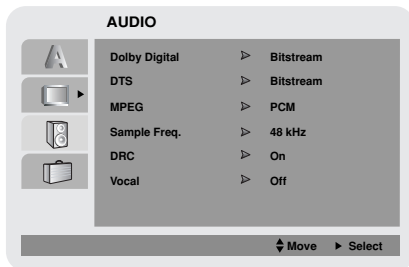 AUDIO
A
Dolby Digital Bitstream
DTS Bitstream
MPEG PCM
Sample Freq. 48 kHz
DRC On
Vocal Off
Move Select